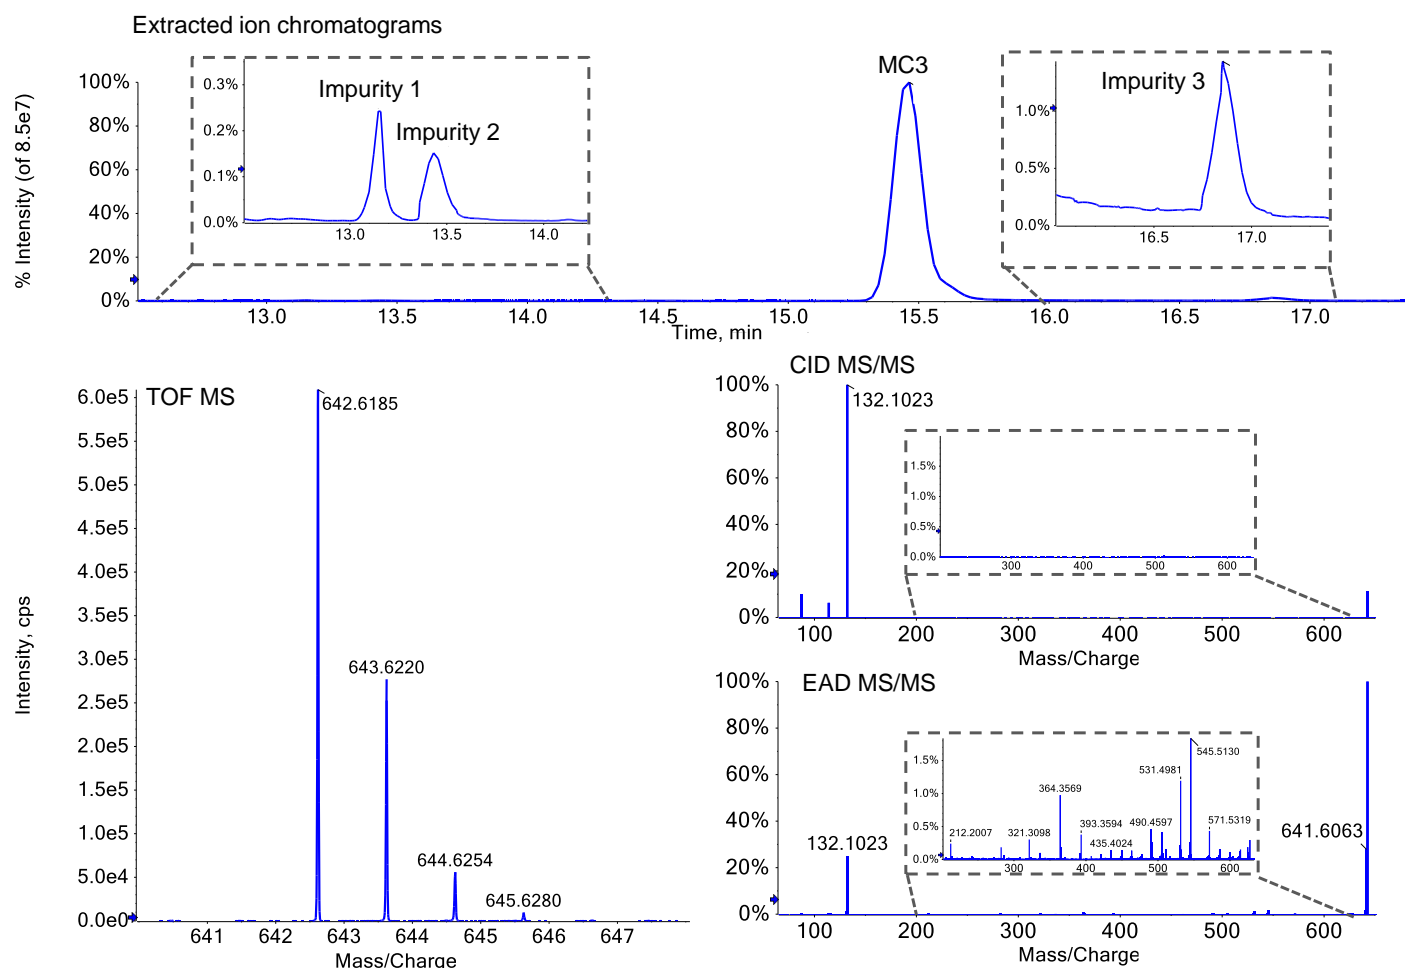 Extracted ion chromatograms
% Intensity (of 8.5e7)
100%
80%
60%
40%
20%
0%
0.3%
0.2%
0.1%
0.0%
Impurity 1
Impurity 2
13.0 13.5 14.0
MC3
1.0%
0.5%
0.0%
Impurity 3
16.5 17.0
13.0 13.5 14.0 14.5 15.0 15.5 16.0 16.5 17.0
Time, min
TOF MS
Intensity, cps
6.0e5
5.5e5
5.0e5
4.5e5
4.0e5
3.5e5
3.0e5
2.5e5
2.0e5
1.5e5
1.0e5
5.0e4
0.0e0
642.6185
643.6220
644.6254
645.6280
641 642 643 644 645 646 647
Mass/Charge
CID MS/MS
100%
80%
60%
40%
20%
0%
132.1023
1.5%
1.0%
0.5%
0.0%
300 400 500 600
100 200 300 400 500 600
Mass/Charge
EAD MS/MS
100%
80%
60%
40%
20%
0%
132.1023
641.6063
1.5%
1.0%
0.5%
0.0%
212.2007
321.3098
364.3569
393.3594
435.4024
490.4597
531.4981
545.5130
571.5319
300 400 500 600
100 200 300 400 500 600
Mass/Charge